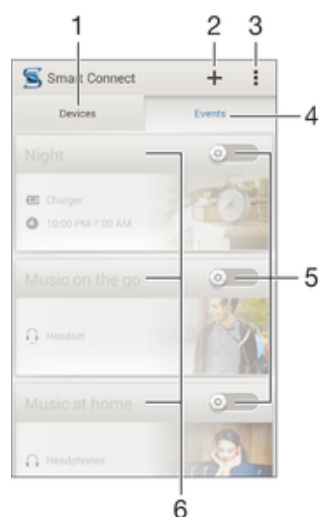 1 2 3
Smart Connect
Devices Events 4
Night
Charger
10:00 PM-7:00 AM
Music on the go 5
Headset
Music at home
Headphones
6